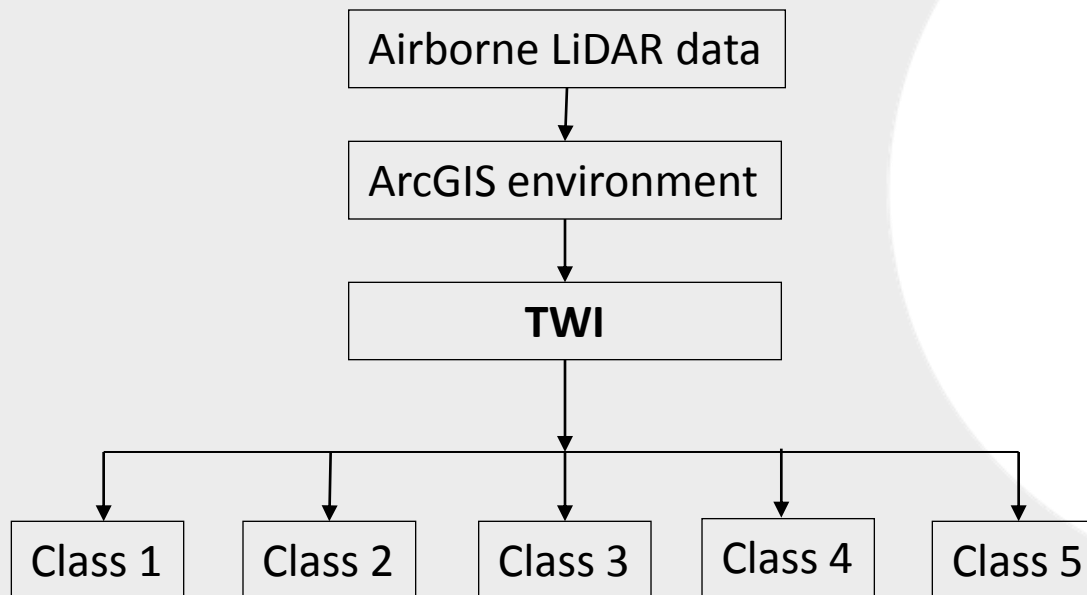 Airborne LiDAR data
ArcGIS environment
TWI
Class 1
Class 2
Class 3
Class 4
Class 5